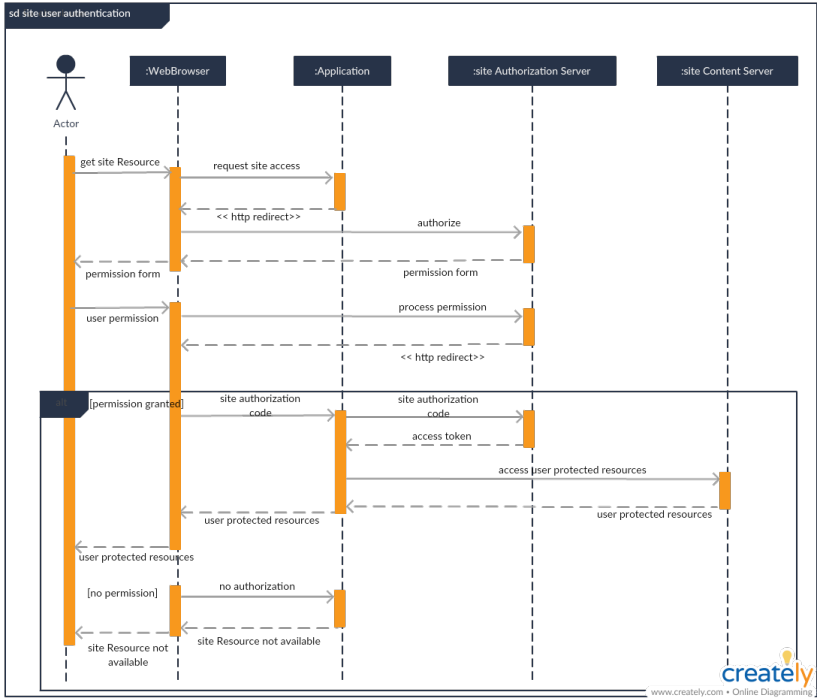 sd site user authentication
:WebBrowser
:Application
:site Authorization Server
:site Content Server
Actor
get site Resource
request site access
<< http redirect>>
authorize
permission form
permission form
user permission
process permission
<< http redirect>>
alt
[permission granted]
site authorization
code
site authorization
code
access token
access user protected resources
user protected resources
user protected resources
user protected resources
[no permission]
no authorization
site Resource not available
site Resource not
available
creately
www.creately.com • Online Diagramming